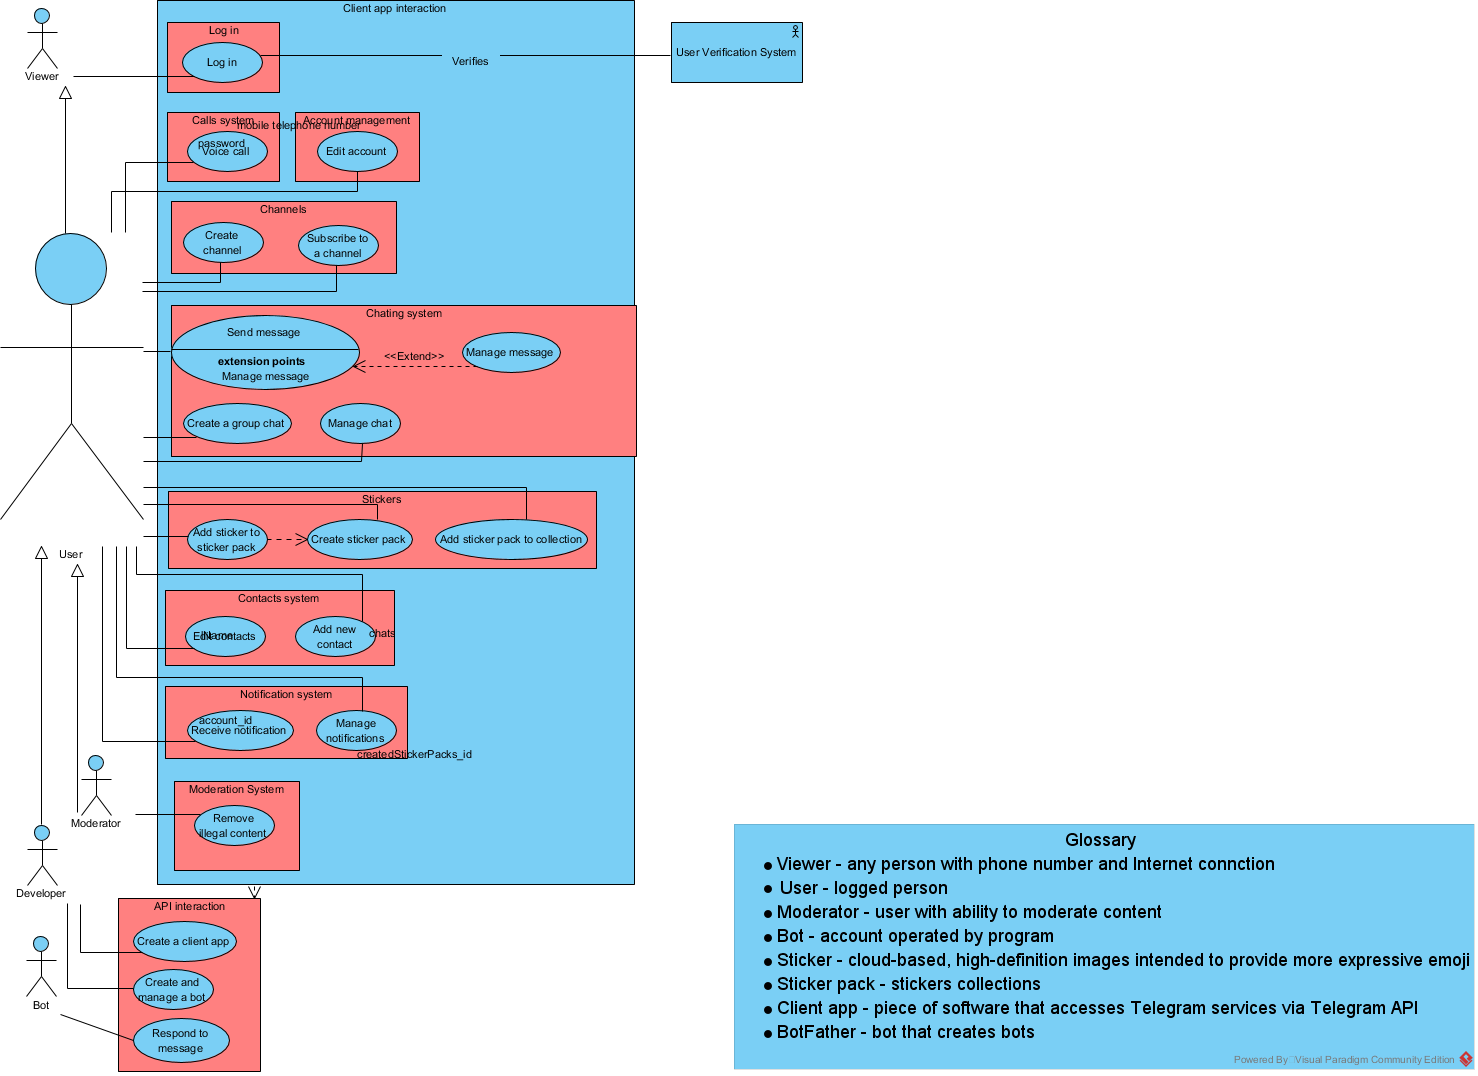 Client app interaction
Viewer
Log in
Log in
Verifies
User Verification System
Calls system
mobile telephone number
Account management
password
Voice call
Edit account
Channels
Create
channel
Subscribe to
a channel
Chating system
Send message
extension points
Manage message
<<Extend>>
Manage message
Create a group chat
Manage chat
Stickers
Add sticker to
sticker pack
Create sticker pack
Add sticker pack to collection
User
Contacts system
Edit contacts
Name
Add new
contact
chats
Notification system
account_id
Receive notification
Manage
notifications
createdStickerPacks_id
Moderation System
Remove
illegal content
Moderator
Developer
API interaction
Create a client app
Create and
manage a bot
Respond to
message
Bot
Glossary
● Viewer - any person with phone number and Internet connction
● User - logged person
● Moderator - user with ability to moderate content
● Bot - account operated by program
● Sticker - cloud-based, high-definition images intended to provide more expressive emoji
● Sticker pack - stickers collections
● Client app - piece of software that accesses Telegram services via Telegram API
● BotFather - bot that creates bots
Powered By Visual Paradigm Community Edition